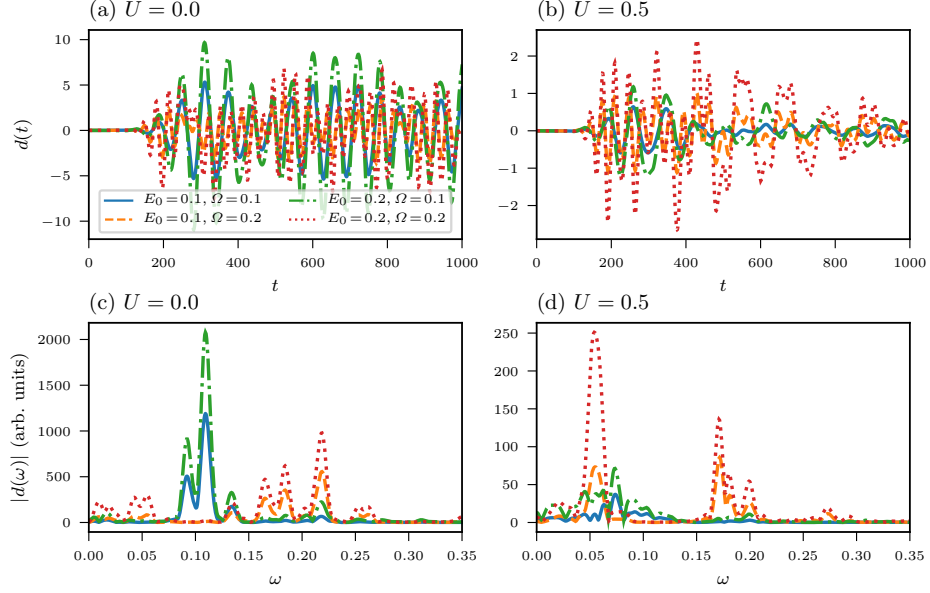 (a) U = 0.0
(b) U = 0.5
10
5
0
−5
−10
d(t)
E₀ = 0.1, Ω = 0.1
E₀ = 0.2, Ω = 0.1
E₀ = 0.1, Ω = 0.2
E₀ = 0.2, Ω = 0.2
0 200 400 600 800 1000
t
2
1
0
−1
−2
0 200 400 600 800 1000
t
(c) U = 0.0
(d) U = 0.5
2000
1500
1000
500
0
|d(ω)| (arb. units)
0.00 0.05 0.10 0.15 0.20 0.25 0.30 0.35
ω
250
200
150
100
50
0
0.00 0.05 0.10 0.15 0.20 0.25 0.30 0.35
ω